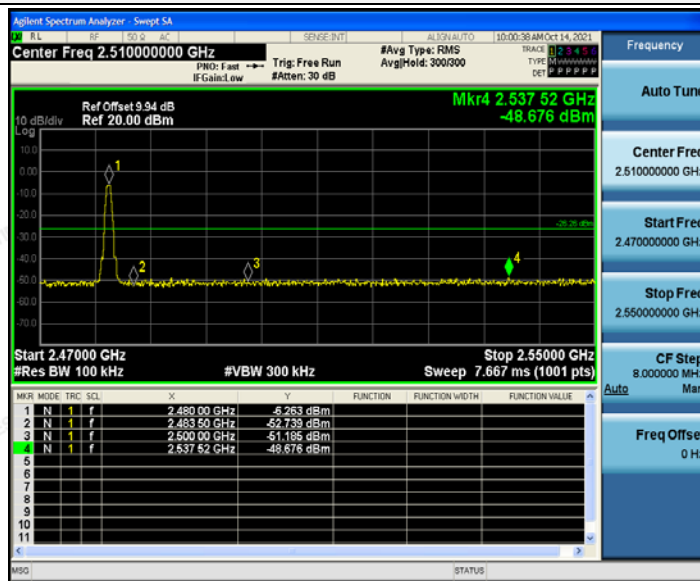 Agilent Spectrum Analyzer - Swept SA
RL RF 50 Ω AC SENSE:INT ALIGNAUTO 10:00:38 AM Oct 14, 2021
Center Freq 2.510000000 GHz
PNO: Fast
IFGain:Low
Trig: Free Run
#Atten: 30 dB
#Avg Type: RMS
Avg|Hold: 300/300
TRACE 1 2 3 4 5 6
TYPE M W W W W W
DET P P P P P P
Ref Offset 9.94 dB
Ref 20.00 dBm
Mkr4 2.537 52 GHz
-48.676 dBm
10 dB/div
Log
10.0
0.00
-10.0
-20.0
-30.0
-40.0
-50.0
-60.0
-70.0
1
2
3
4
Start 2.47000 GHz
Stop 2.55000 GHz
#Res BW 100 kHz
#VBW 300 kHz
Sweep 7.667 ms (1001 pts)
MKR MODE TRC SCL X Y FUNCTION FUNCTION WIDTH FUNCTION VALUE
1 N 1 f 2.480 00 GHz -6.263 dBm
2 N 1 f 2.483 50 GHz -52.739 dBm
3 N 1 f 2.500 00 GHz -51.185 dBm
4 N 1 f 2.537 52 GHz -48.676 dBm
5
6
7
8
9
10
11
MSG
STATUS
Frequency
Auto Tune
Center Freq
2.510000000 GHz
Start Freq
2.470000000 GHz
Stop Freq
2.550000000 GHz
CF Step
8.000000 MHz
Auto Man
Freq Offset
0 Hz